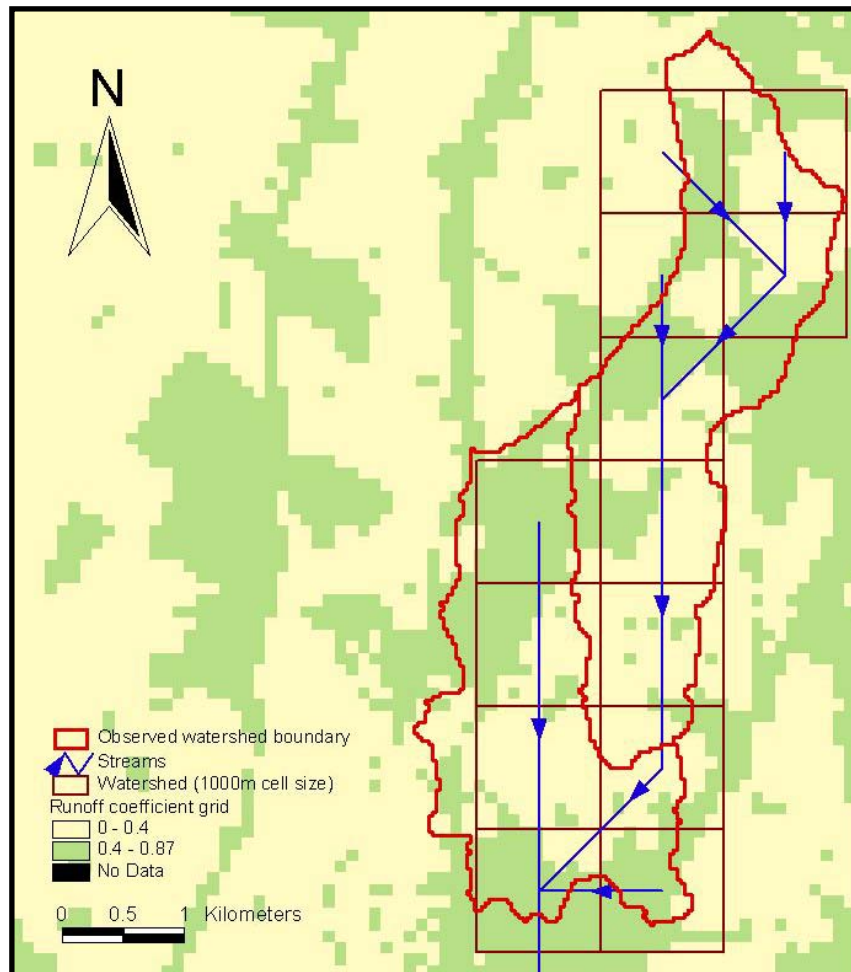 N
Observed watershed boundary
Streams
Watershed (1000m cell size)
Runoff coefficient grid
0 - 0.4
0.4 - 0.87
No Data
0 0.5 1 Kilometers